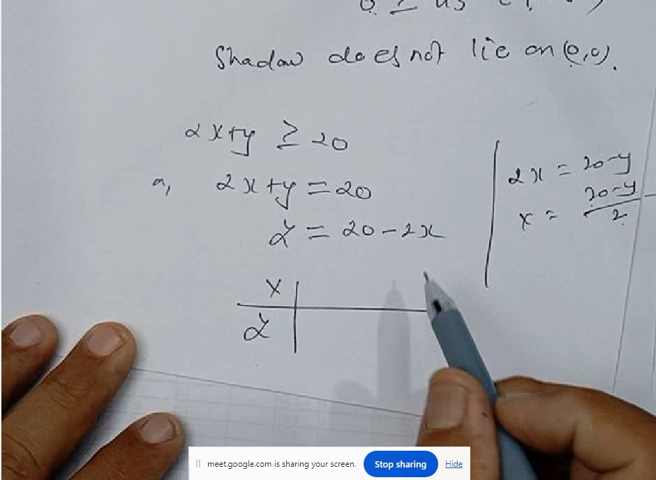 Shadow does not lie on (0,0).
2x+y ≥ 20
2x+y = 20
y = 20-2x
x
y
2x = 20-y
x = 20-y
2
meet.google.com is sharing your screen. Stop sharing Hide